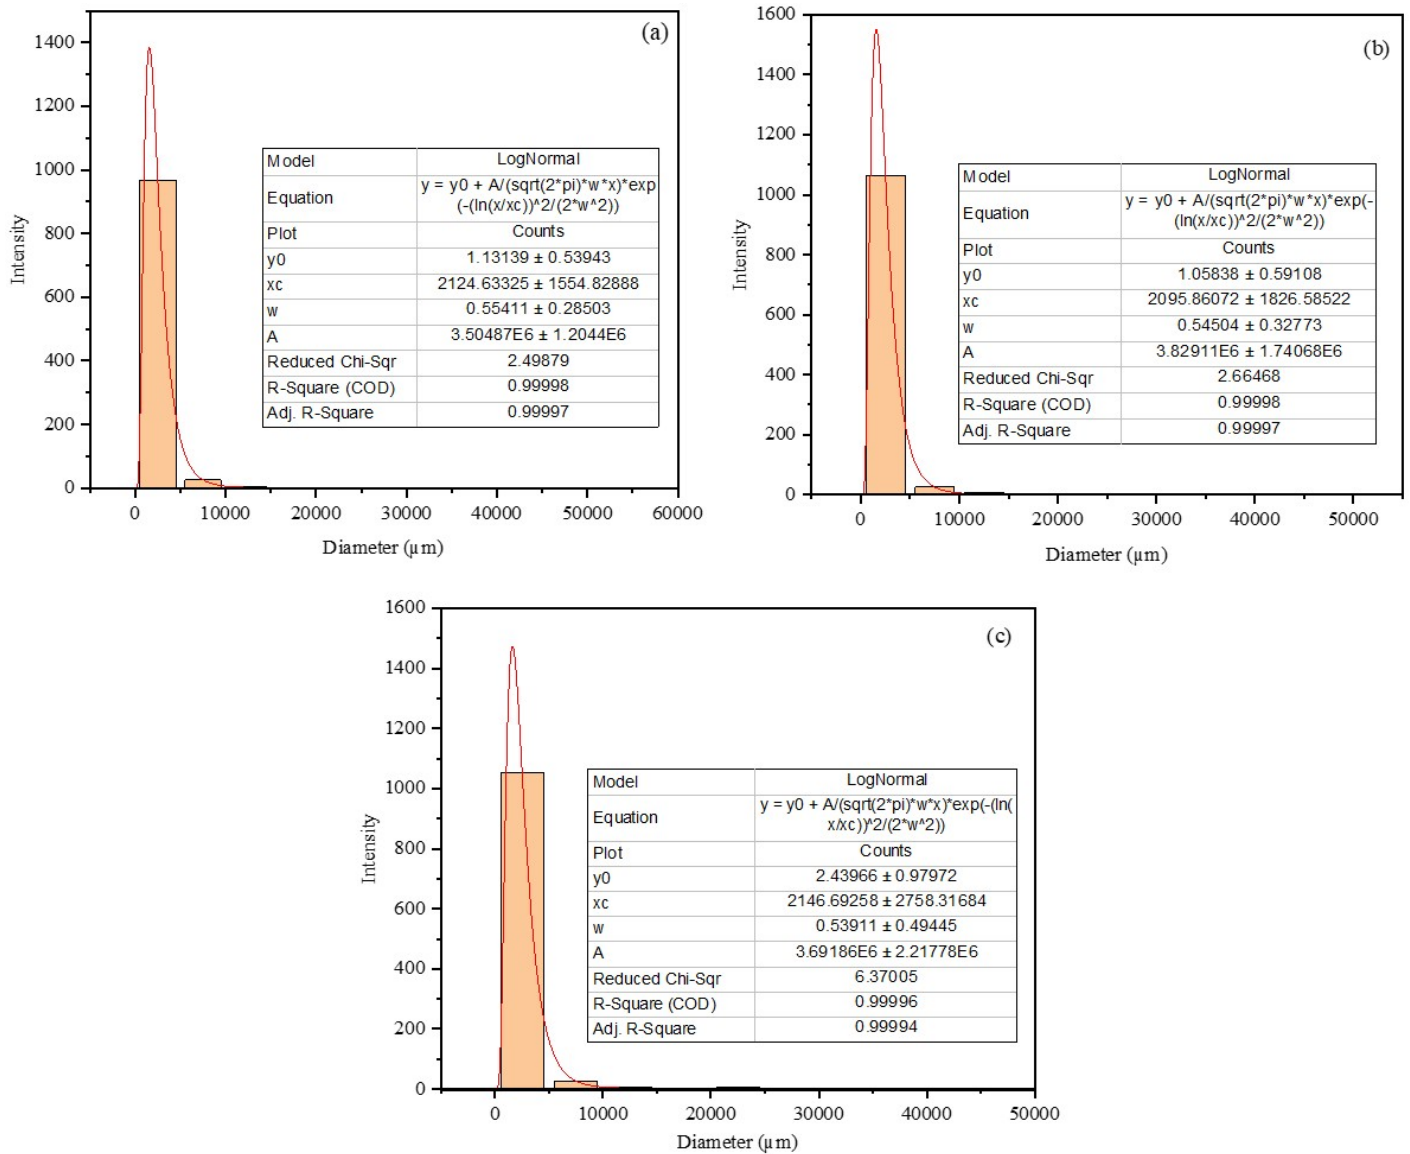 (a)
1400
1200
1000
800
600
400
200
0
Intensity
0 10000 20000 30000 40000 50000 60000
Diameter (µm)
Model LogNormal
Equation y = y0 + A/(sqrt(2*pi)*w*x)*exp
(-(ln(x/xc))^2/(2*w^2))
Plot Counts
y0 1.13139 ± 0.53943
xc 2124.63325 ± 1554.82888
w 0.55411 ± 0.28503
A 3.50487E6 ± 1.2044E6
Reduced Chi-Sqr 2.49879
R-Square (COD) 0.99998
Adj. R-Square 0.99997
(b)
1600
1400
1200
1000
800
600
400
200
0
Intensity
0 10000 20000 30000 40000 50000
Diameter (µm)
Model LogNormal
Equation y = y0 + A/(sqrt(2*pi)*w*x)*exp(-
(ln(x/xc))^2/(2*w^2))
Plot Counts
y0 1.05838 ± 0.59108
xc 2095.86072 ± 1826.58522
w 0.54504 ± 0.32773
A 3.82911E6 ± 1.74068E6
Reduced Chi-Sqr 2.66468
R-Square (COD) 0.99998
Adj. R-Square 0.99997
(c)
1600
1400
1200
1000
800
600
400
200
0
Intensity
0 10000 20000 30000 40000 50000
Diameter (µm)
Model LogNormal
Equation y = y0 + A/(sqrt(2*pi)*w*x)*exp(-(ln(
x/xc))^2/(2*w^2))
Plot Counts
y0 2.43966 ± 0.97972
xc 2146.69258 ± 2758.31684
w 0.53911 ± 0.49445
A 3.69186E6 ± 2.21778E6
Reduced Chi-Sqr 6.37005
R-Square (COD) 0.99996
Adj. R-Square 0.99994